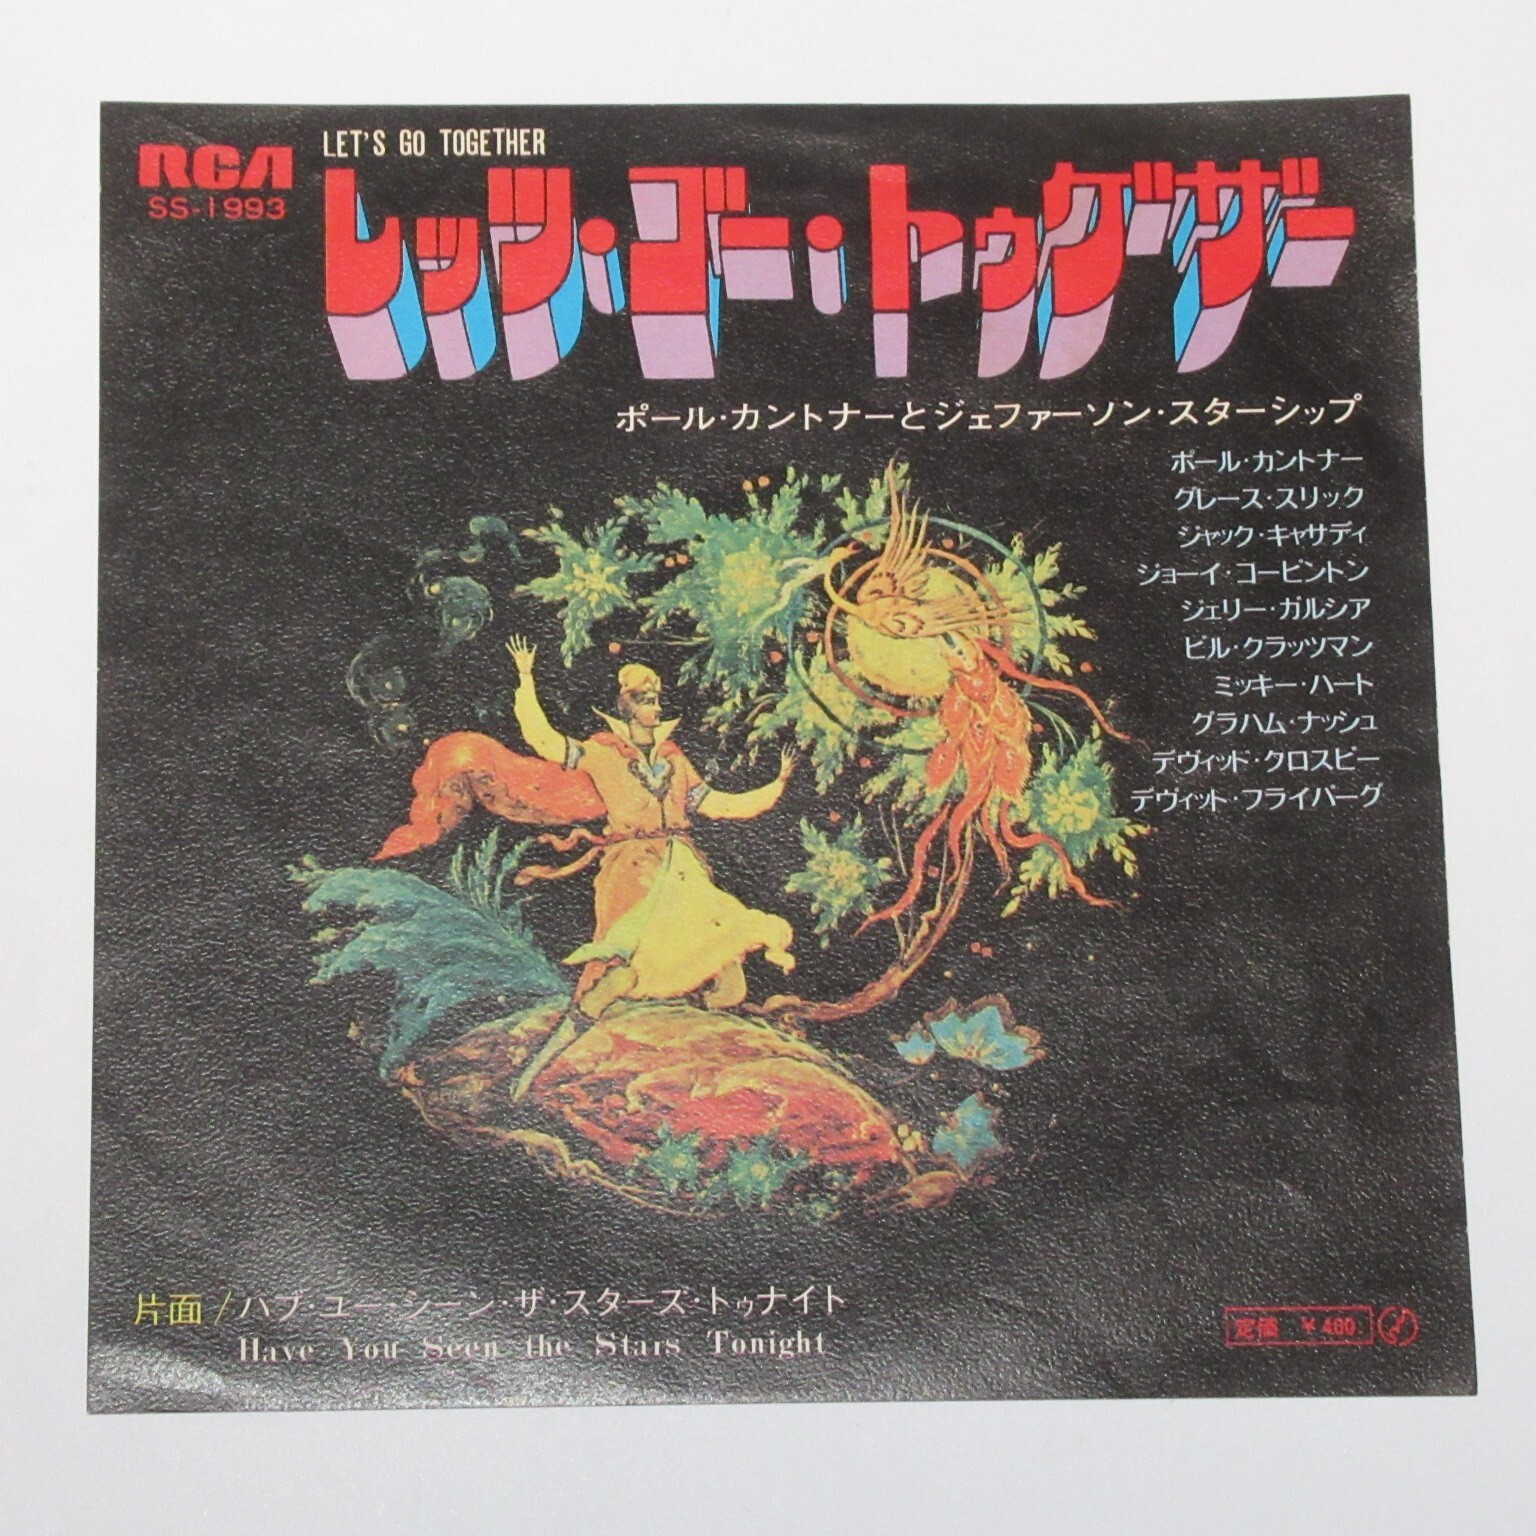 RCA
SS-1993
LET'S GO TOGETHER
レッツ・ゴー・トゥゲザー
ポール・カントナーとジェファーソン・スターシップ
ポール・カントナー
グレース・スリック
ジャック・キャサディ
ジョーイ・コービントン
ジェリー・ガルシア
ビル・クラッツマン
ミッキー・ハート
グラハム・ナッシュ
デヴィッド・クロスビー
デヴィット・フライバーグ
片面/ハブ・ユー・シーン・ザ・スターズ・トゥナイト
Have You Seen the Stars Tonight
定価 ¥400